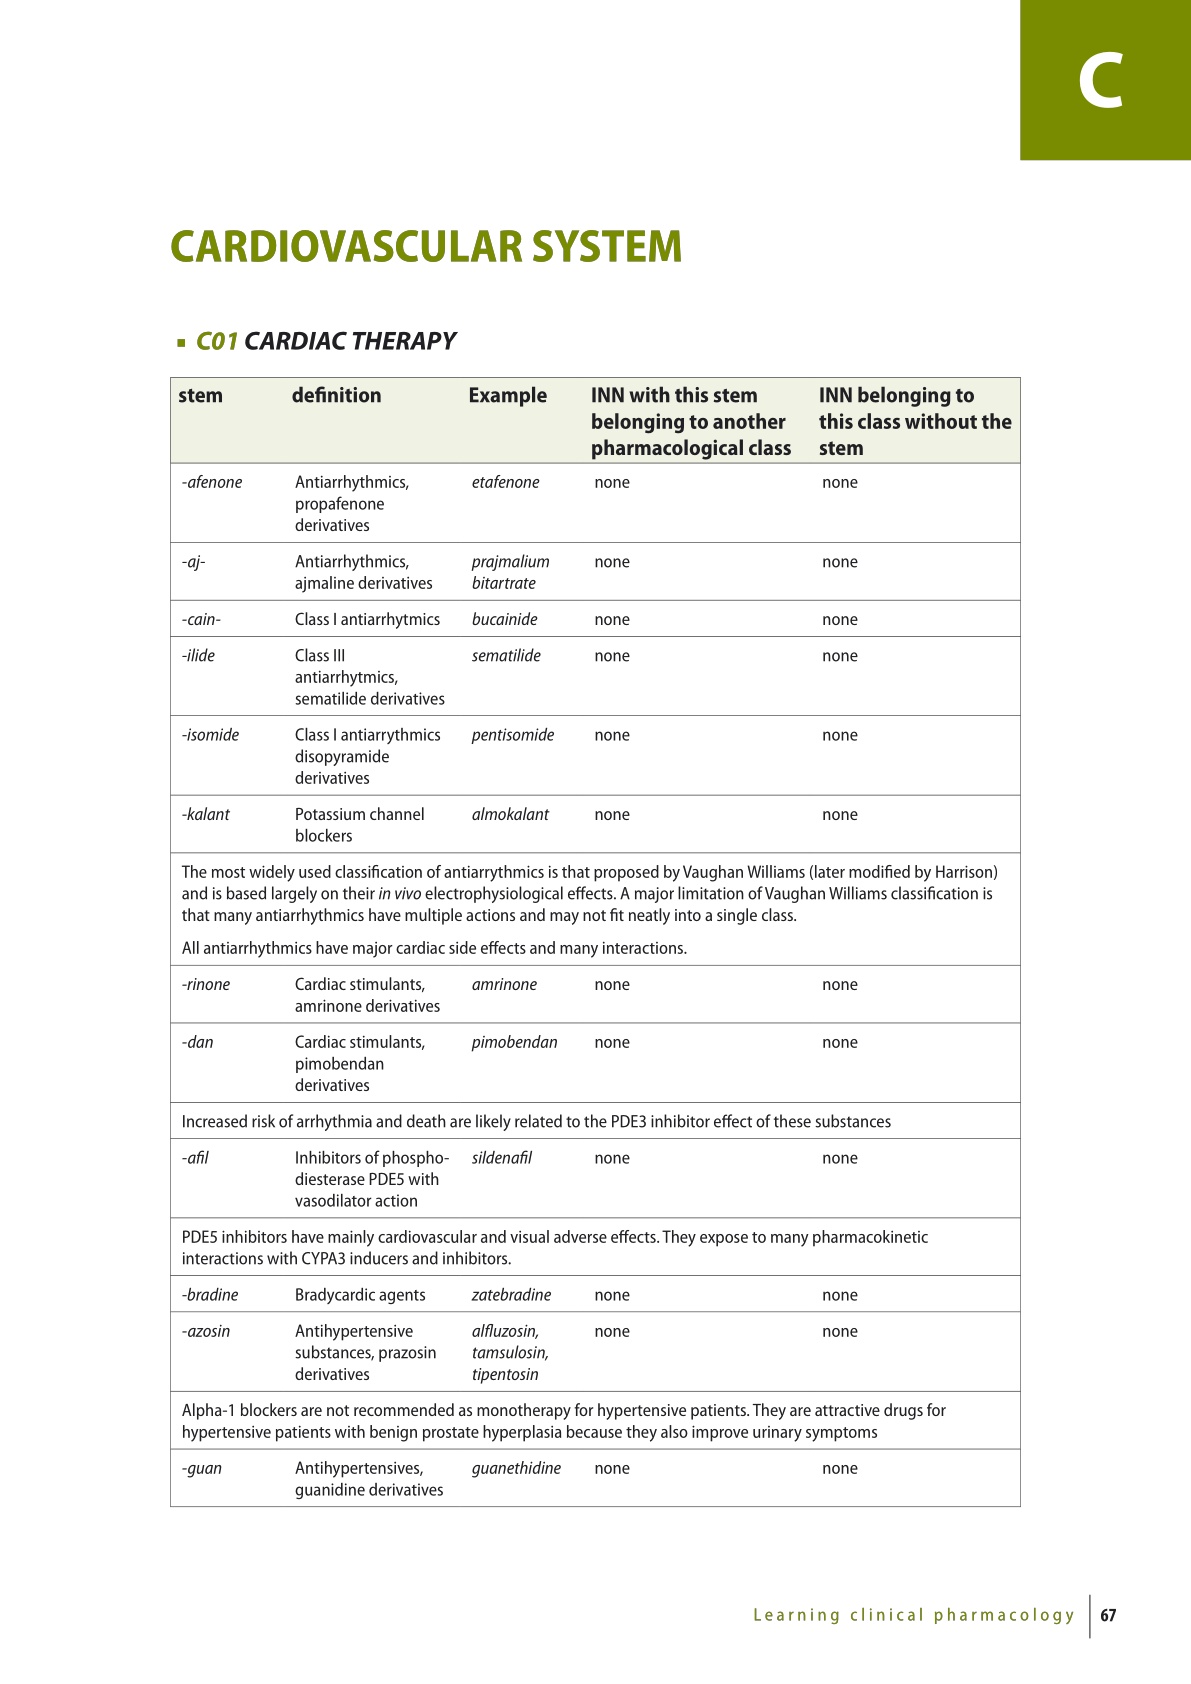 C
CARDIOVASCULAR SYSTEM
▪ C01 CARDIAC THERAPY
stem definition Example INN with this stem belonging to another pharmacological class INN belonging to this class without the stem
-afenone Antiarrhythmics, propafenone derivatives etafenone none none
-aj- Antiarrhythmics, ajmaline derivatives prajmalium bitartrate none none
-cain- Class I antiarrhytmics bucainide none none
-ilide Class III antiarrhytmics, sematilide derivatives sematilide none none
-isomide Class I antiarrythmics disopyramide derivatives pentisomide none none
-kalant Potassium channel blockers almokalant none none
The most widely used classification of antiarrythmics is that proposed by Vaughan Williams (later modified by Harrison)
and is based largely on their in vivo electrophysiological effects. A major limitation of Vaughan Williams classification is
that many antiarrhythmics have multiple actions and may not fit neatly into a single class.
All antiarrhythmics have major cardiac side effects and many interactions.
-rinone Cardiac stimulants, amrinone derivatives amrinone none none
-dan Cardiac stimulants, pimobendan derivatives pimobendan none none
Increased risk of arrhythmia and death are likely related to the PDE3 inhibitor effect of these substances
-afil Inhibitors of phospho-diesterase PDE5 with vasodilator action sildenafil none none
PDE5 inhibitors have mainly cardiovascular and visual adverse effects. They expose to many pharmacokinetic
interactions with CYPA3 inducers and inhibitors.
-bradine Bradycardic agents zatebradine none none
-azosin Antihypertensive substances, prazosin derivatives alfluzosin, tamsulosin, tipentosin none none
Alpha-1 blockers are not recommended as monotherapy for hypertensive patients. They are attractive drugs for
hypertensive patients with benign prostate hyperplasia because they also improve urinary symptoms
-guan Antihypertensives, guanidine derivatives guanethidine none none
Learning clinical pharmacology 67